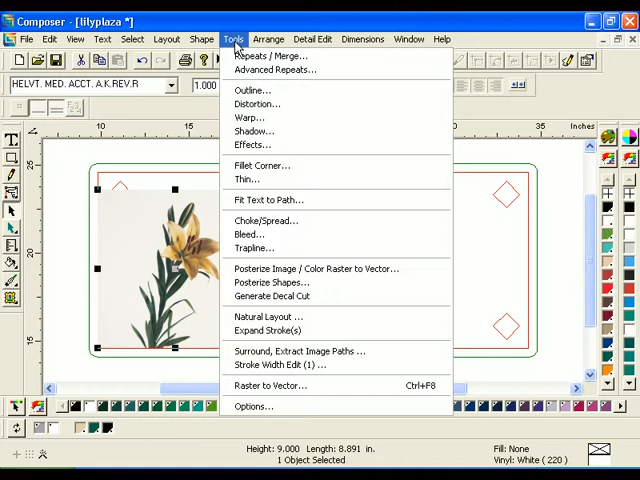 Composer - [lilyplaza *]
File Edit View Text Select Layout Shape Tools Arrange Detail Edit Dimensions Window Help
HELVT. MED. ACCT. A.K.REV.R 1.000
10 15 35 Inches
25
20
15
Repeats / Merge...
Advanced Repeats...
Outline...
Distortion...
Warp...
Shadow...
Effects...
Fillet Corner...
Thin...
Fit Text to Path...
Choke/Spread...
Bleed...
Trapline...
Posterize Image / Color Raster to Vector...
Posterize Shapes...
Generate Decal Cut
Natural Layout ...
Expand Stroke(s)
Surround, Extract Image Paths ...
Stroke Width Edit (1) ...
Raster to Vector... Ctrl+F8
Options...
Height: 9.000 Length: 8.891 in.
1 Object Selected
Fill: None
Vinyl: White ( 220 )